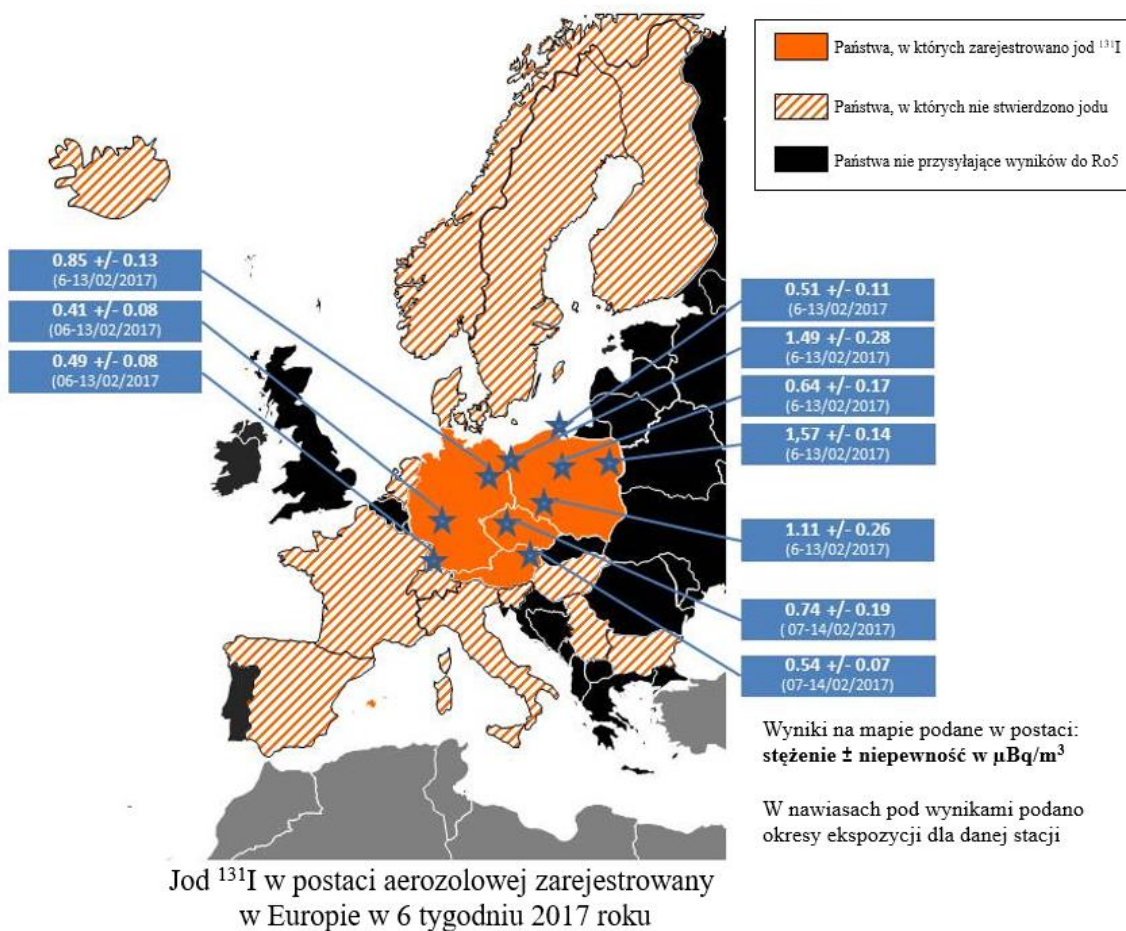 Państwa, w których zarejestrowano jod ¹³¹I
Państwa, w których nie stwierdzono jodu
Państwa nie przysyłające wyników do Ro5
0.85 +/- 0.13
(6-13/02/2017)
0.41 +/- 0.08
(06-13/02/2017)
0.49 +/- 0.08
(06-13/02/2017
0.51 +/- 0.11
(6-13/02/2017
1.49 +/- 0.28
(6-13/02/2017)
0.64 +/- 0.17
(6-13/02/2017)
1,57 +/- 0.14
(6-13/02/2017)
1.11 +/- 0.26
(6-13/02/2017)
0.74 +/- 0.19
( 07-14/02/2017)
0.54 +/- 0.07
(07-14/02/2017)
Wyniki na mapie podane w postaci:
stężenie ± niepewność w µBq/m³
W nawiasach pod wynikami podano
okresy ekspozycji dla danej stacji
Jod ¹³¹I w postaci aerozolowej zarejestrowany
w Europie w 6 tygodniu 2017 roku